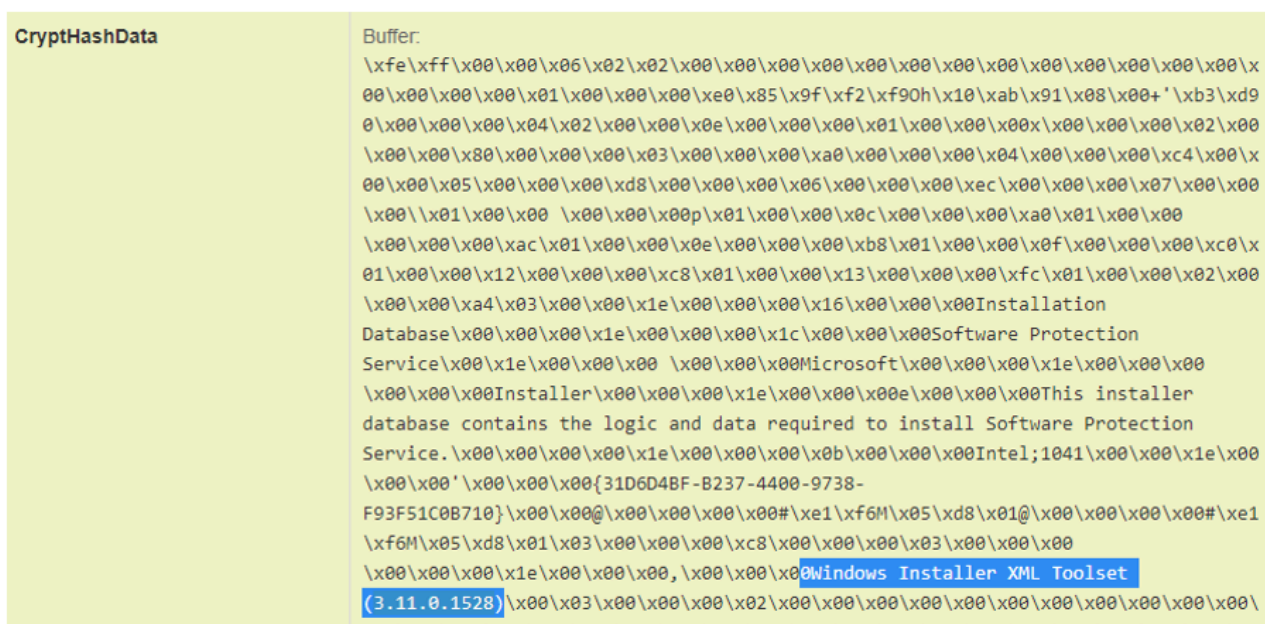 CryptHashData
Buffer:
\xfe\xff\x00\x00\x06\x02\x02\x00\x00\x00\x00\x00\x00\x00\x00\x00\x00\x00\x00\x00\x
00\x00\x00\x00\x01\x00\x00\x00\xe0\x85\x9f\xf2\xf9Oh\x10\xab\x91\x08\x00+'\xb3\xd9
0\x00\x00\x00\x04\x02\x00\x00\x0e\x00\x00\x00\x01\x00\x00\x00x\x00\x00\x00\x02\x00
\x00\x00\x80\x00\x00\x00\x03\x00\x00\x00\xa0\x00\x00\x00\x04\x00\x00\x00\xc4\x00\x
00\x00\x05\x00\x00\x00\xd8\x00\x00\x00\x06\x00\x00\x00\xec\x00\x00\x00\x07\x00\x00
\x00\\x01\x00\x00 \x00\x00\x00p\x01\x00\x00\x0c\x00\x00\x00\xa0\x01\x00\x00
\x00\x00\x00\xac\x01\x00\x00\x0e\x00\x00\x00\xb8\x01\x00\x00\x0f\x00\x00\x00\xc0\x
01\x00\x00\x12\x00\x00\x00\xc8\x01\x00\x00\x13\x00\x00\x00\xfc\x01\x00\x00\x02\x00
\x00\x00\xa4\x03\x00\x00\x1e\x00\x00\x00\x16\x00\x00\x00Installation
Database\x00\x00\x00\x1e\x00\x00\x00\x1c\x00\x00\x00Software Protection
Service\x00\x1e\x00\x00\x00 \x00\x00\x00Microsoft\x00\x00\x00\x1e\x00\x00\x00
\x00\x00\x00Installer\x00\x00\x00\x1e\x00\x00\x00e\x00\x00\x00This installer
database contains the logic and data required to install Software Protection
Service.\x00\x00\x00\x00\x1e\x00\x00\x00\x0b\x00\x00\x00Intel;1041\x00\x00\x1e\x00
\x00\x00'\x00\x00\x00{31D6D4BF-B237-4400-9738-
F93F51C0B710}\x00\x00@\x00\x00\x00\x00#\xe1\xf6M\x05\xd8\x01@\x00\x00\x00\x00#\xe1
\xf6M\x05\xd8\x01\x03\x00\x00\x00\xc8\x00\x00\x00\x03\x00\x00\x00
\x00\x00\x00\x1e\x00\x00\x00,\x00\x00\x00Windows Installer XML Toolset
(3.11.0.1528)\x00\x03\x00\x00\x00\x02\x00\x00\x00\x00\x00\x00\x00\x00\x00\x00\x00\